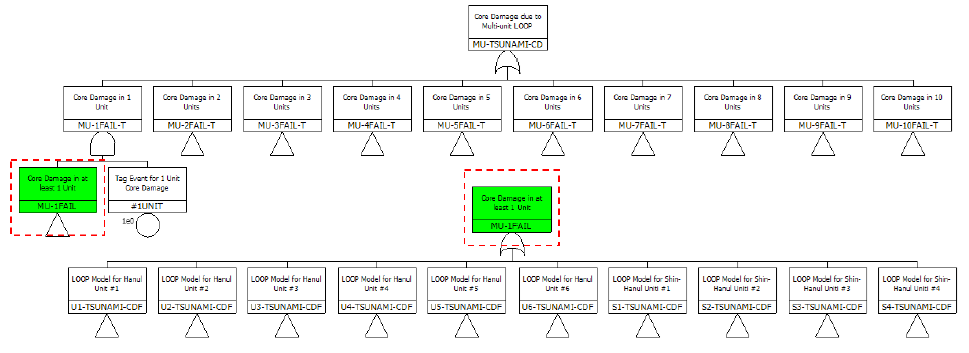 Core Damage due to
Multi-unit LOOP
MU-TSUNAMI-CD
Core Damage in 1
Unit
MU-1FAIL-T
Core Damage in 2
Units
MU-2FAIL-T
Core Damage in 3
Units
MU-3FAIL-T
Core Damage in 4
Units
MU-4FAIL-T
Core Damage in 5
Units
MU-5FAIL-T
Core Damage in 6
Units
MU-6FAIL-T
Core Damage in 7
Units
MU-7FAIL-T
Core Damage in 8
Units
MU-8FAIL-T
Core Damage in 9
Units
MU-9FAIL-T
Core Damage in 10
Units
MU-10FAIL-T
Core Damage in at
least 1 Unit
MU-1FAIL
Tag Event for 1 Unit
Core Damage
#1UNIT
1e0
Core Damage in at
least 1 Unit
MU-1FAIL
LOOP Model for Hanul
Unit #1
U1-TSUNAMI-CDF
LOOP Model for Hanul
Unit #2
U2-TSUNAMI-CDF
LOOP Model for Hanul
Unit #3
U3-TSUNAMI-CDF
LOOP Model for Hanul
Unit #4
U4-TSUNAMI-CDF
LOOP Model for Hanul
Unit #5
U5-TSUNAMI-CDF
LOOP Model for Hanul
Unit #6
U6-TSUNAMI-CDF
LOOP Model for Shin-
Hanul Uniti #1
S1-TSUNAMI-CDF
LOOP Model for Shin-
Hanul Uniti #2
S2-TSUNAMI-CDF
LOOP Model for Shin-
Hanul Uniti #3
S3-TSUNAMI-CDF
LOOP Model for Shin-
Hanul Uniti #4
S4-TSUNAMI-CDF